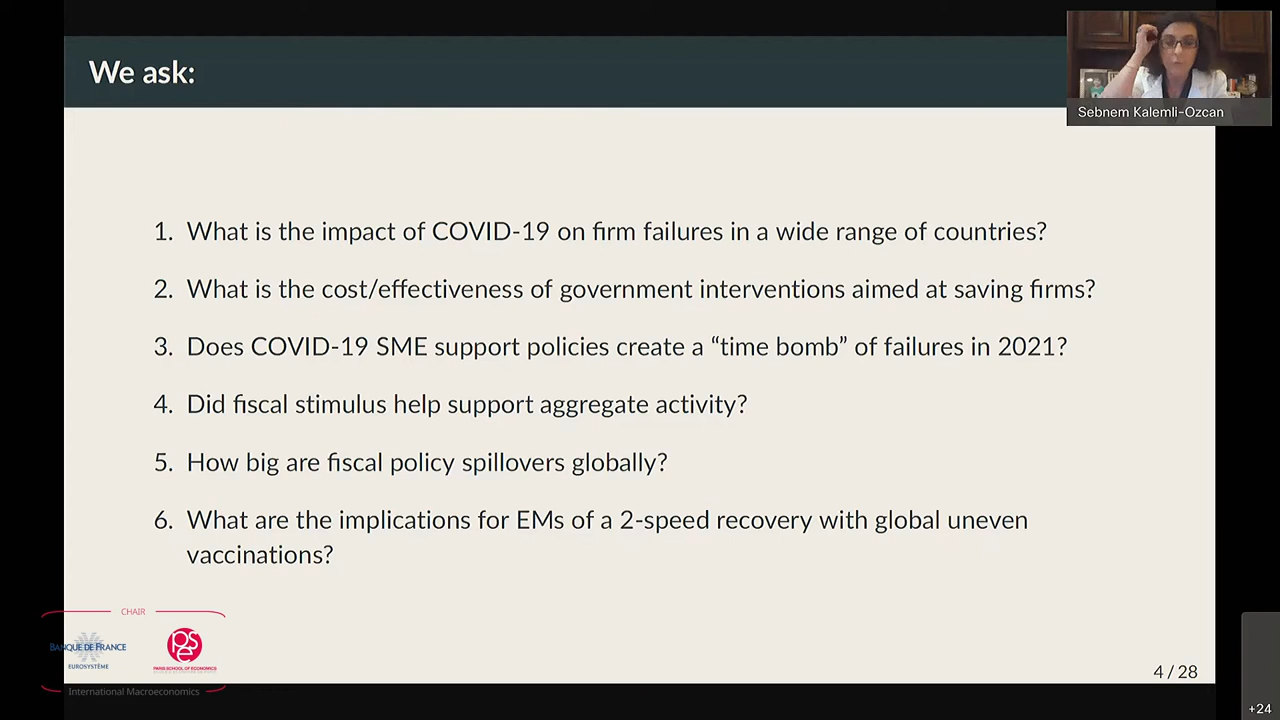 We ask:
Sebnem Kalemli-Ozcan
1. What is the impact of COVID-19 on firm failures in a wide range of countries?
2. What is the cost/effectiveness of government interventions aimed at saving firms?
3. Does COVID-19 SME support policies create a “time bomb” of failures in 2021?
4. Did fiscal stimulus help support aggregate activity?
5. How big are fiscal policy spillovers globally?
6. What are the implications for EMs of a 2-speed recovery with global uneven
vaccinations?
CHAIR
BANQUE DE FRANCE
EUROSYSTÈME
PSE
PARIS SCHOOL OF ECONOMICS
International Macroeconomics
4 / 28
+24